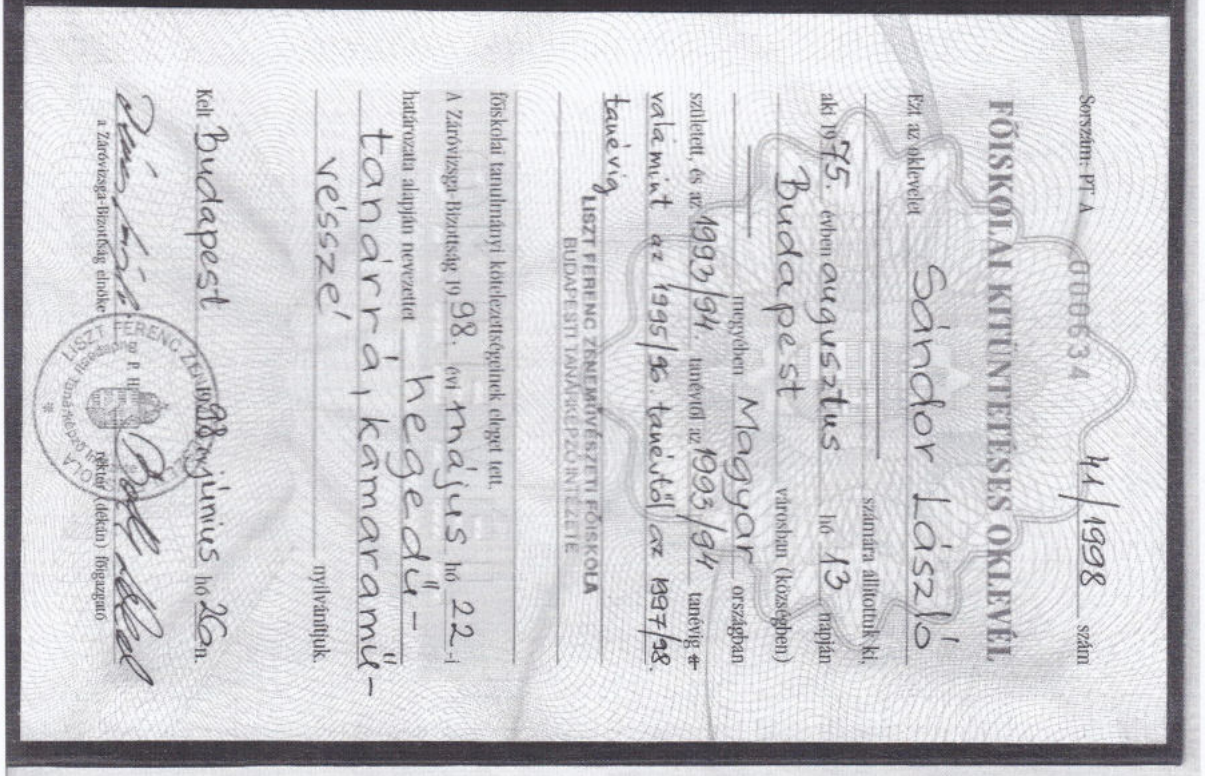 Sorszám: PT A 000634 41/1998 szám
FŐISKOLAI KITÜNTETÉSES OKLEVÉL
Ezt az oklevelet Sándor László
számára állítottuk ki,
aki 1975. évben augusztus hó 13 napján
Budapest városban (községben)
megyében Magyar országban
született, és az 1993/94. tanévtől az 1993/94 tanévig a
valamint az 1995/96. tanévtől az 1997/98.
tanévig
LISZT FERENC ZENEMŰVÉSZETI FŐISKOLA
BUDAPESTI TANÁRKÉPZŐ INTÉZETE
főiskolai tanulmányi kötelezettségeinek eleget tett.
A Záróvizsga-Bizottság 1998. évi május hó 22-i
határozata alapján nevezettet hegedű-
tanárrá, kamaramű-
vésszé
nyilvánítjuk.
Kelt Budapest 1998. június hó 26 n.
LISZT FERENC
P. H.
a Záróvizsga-Bizottság elnöke rektor (dékán) főigazgató